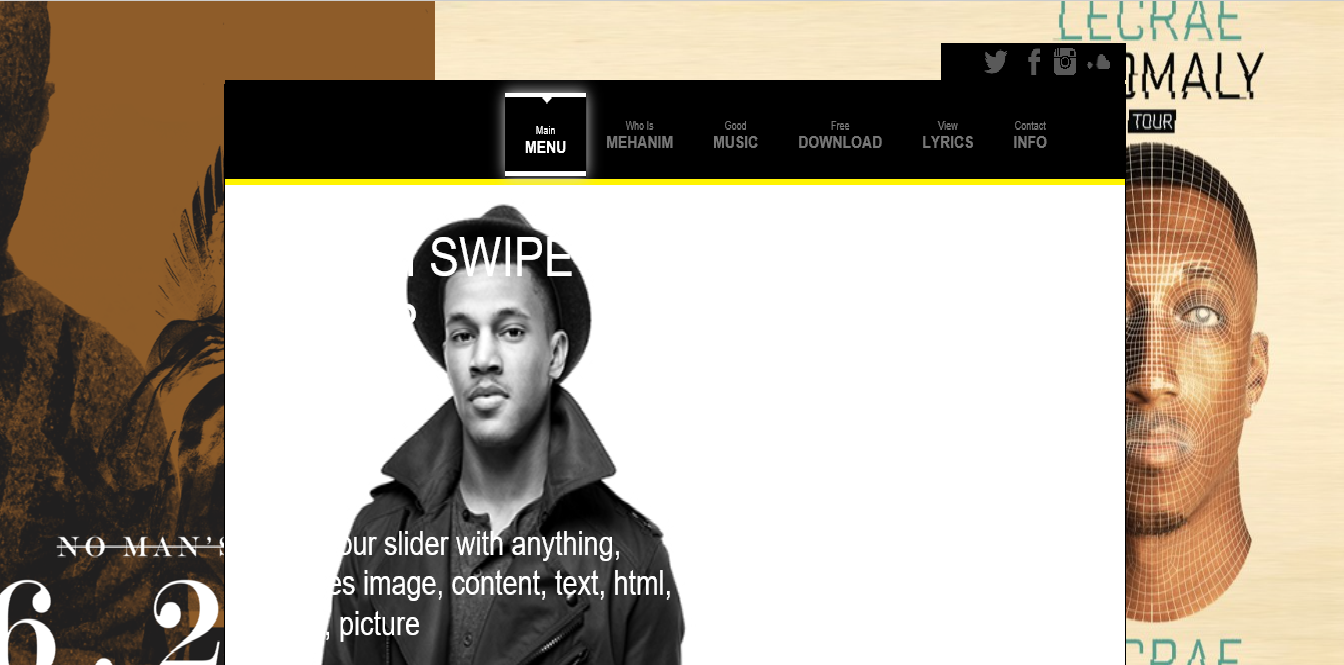 LECRAE
OMALY
TOUR
Main
MENU
Who Is
MEHANIM
Good
MUSIC
Free
DOWNLOAD
View
LYRICS
Contact
INFO
SWIPE
our slider with anything,
es image, content, text, html,
, picture
NO MAN'S
6.2
CRAE